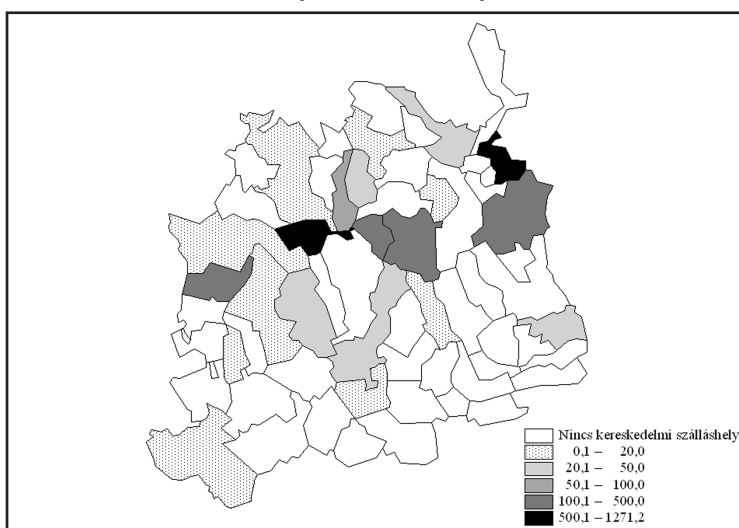 Nincs kereskedelmi szálláshely
0,1 – 20,0
20,1 – 50,0
50,1 – 100,0
100,1 – 500,0
500,1 – 1271,2